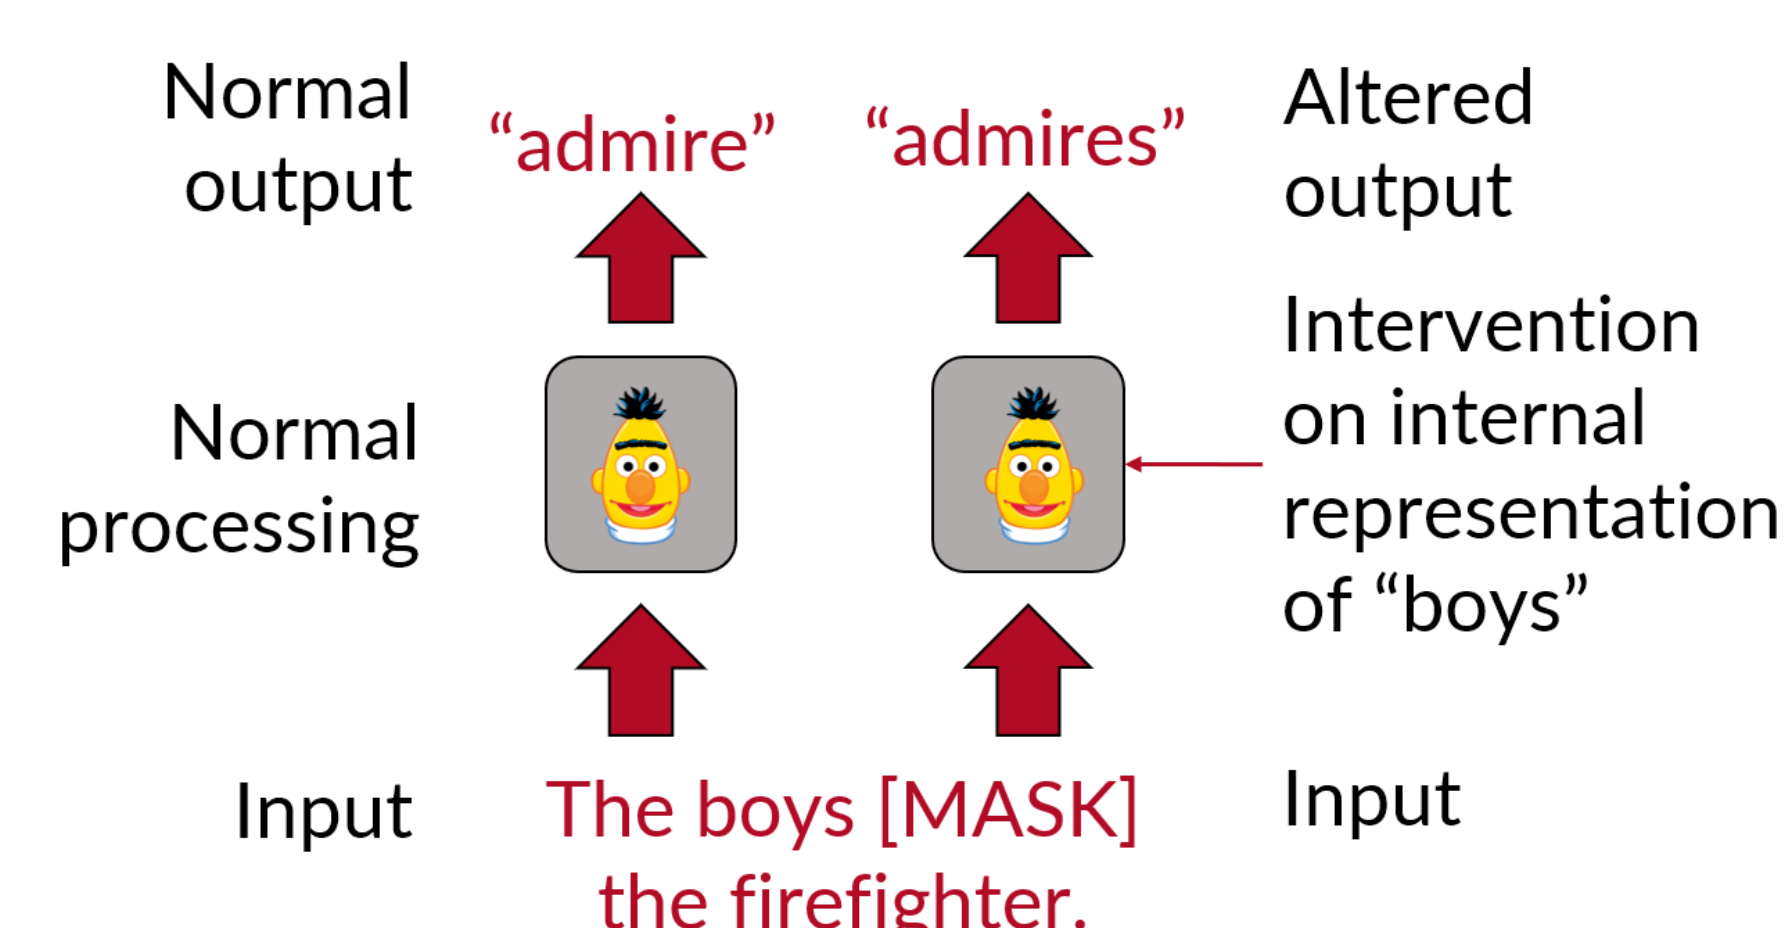 Normal
output
“admire”
“admires”
Altered
output
Normal
processing
Intervention
on internal
representation
of “boys”
Input
The boys [MASK]
the firefighter.
Input